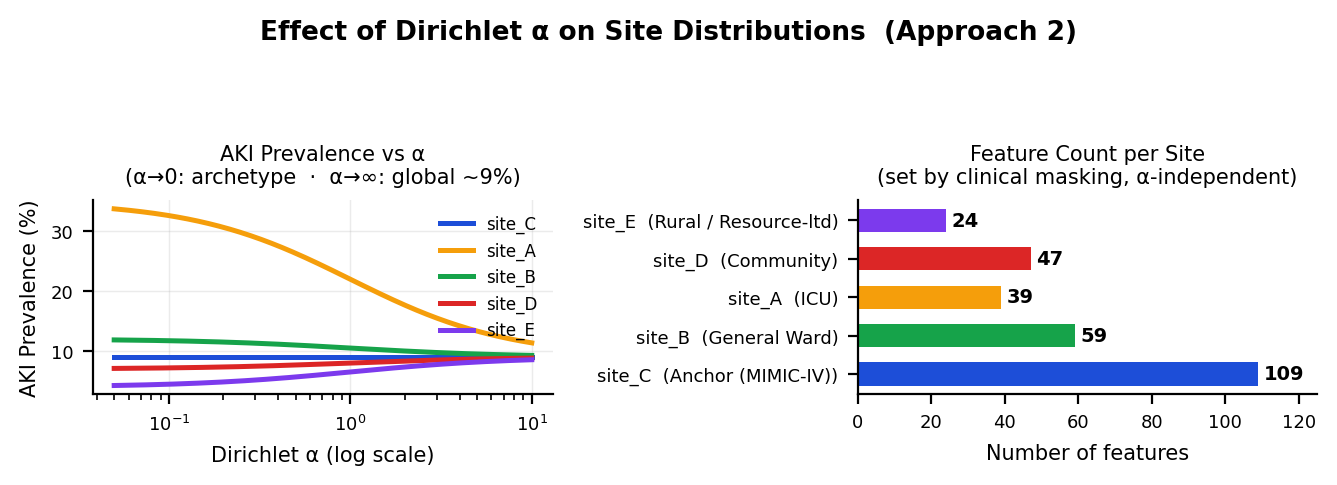 Effect of Dirichlet α on Site Distributions  (Approach 2)
AKI Prevalence vs α
(α→0: archetype  ·  α→∞: global ~9%)
AKI Prevalence (%)
30
20
10
site_C
site_A
site_B
site_D
site_E
10⁻¹
10⁰
10¹
Dirichlet α (log scale)
Feature Count per Site
(set by clinical masking, α-independent)
site_E  (Rural / Resource-ltd)
24
site_D  (Community)
47
site_A  (ICU)
39
site_B  (General Ward)
59
site_C  (Anchor (MIMIC-IV))
109
0 20 40 60 80 100 120
Number of features